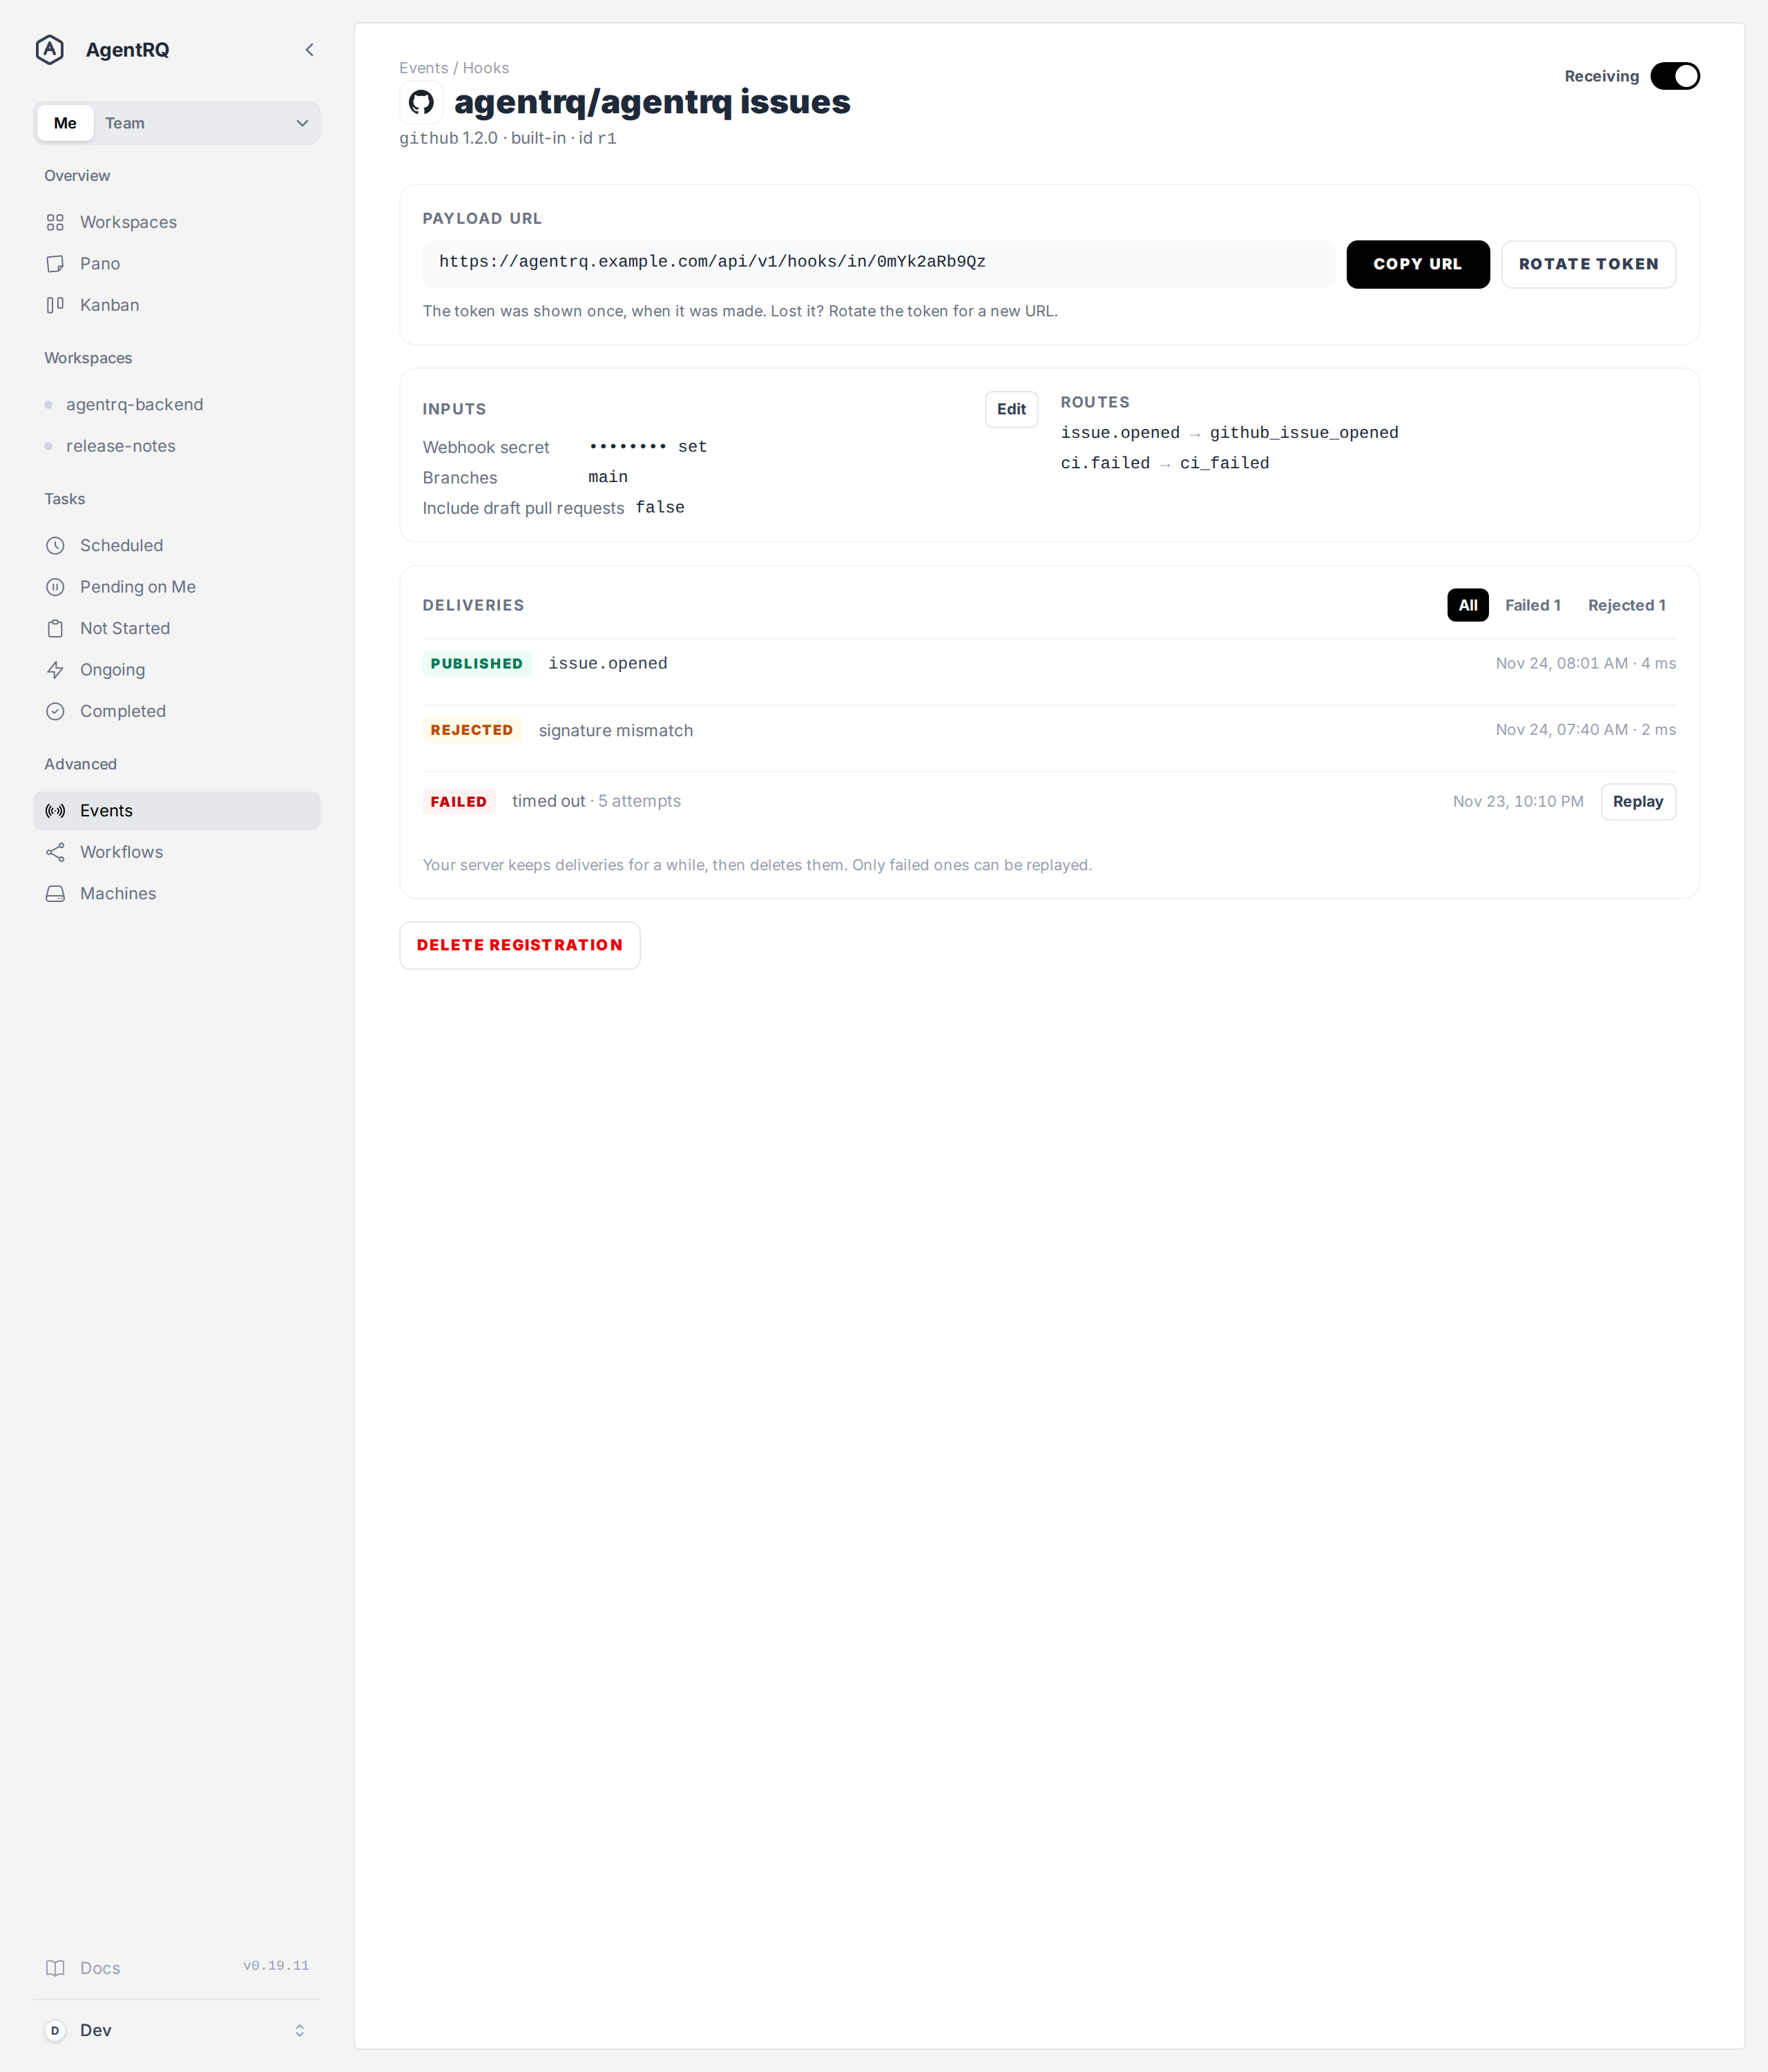 AgentRQ
Me Team
Overview
Workspaces
Pano
Kanban
Workspaces
agentrq-backend
release-notes
Tasks
Scheduled
Pending on Me
Not Started
Ongoing
Completed
Advanced
Events
Workflows
Machines
Docs v0.19.11
D Dev
Events / Hooks
agentrq/agentrq issues
github 1.2.0 · built-in · id r1
Receiving
PAYLOAD URL
https://agentrq.example.com/api/v1/hooks/in/0mYk2aRb9Qz COPY URL ROTATE TOKEN
The token was shown once, when it was made. Lost it? Rotate the token for a new URL.
INPUTS Edit
Webhook secret •••••••• set
Branches main
Include draft pull requests false
ROUTES
issue.opened → github_issue_opened
ci.failed → ci_failed
DELIVERIES All Failed 1 Rejected 1
PUBLISHED issue.opened Nov 24, 08:01 AM · 4 ms
REJECTED signature mismatch Nov 24, 07:40 AM · 2 ms
FAILED timed out · 5 attempts Nov 23, 10:10 PM Replay
Your server keeps deliveries for a while, then deletes them. Only failed ones can be replayed.
DELETE REGISTRATION